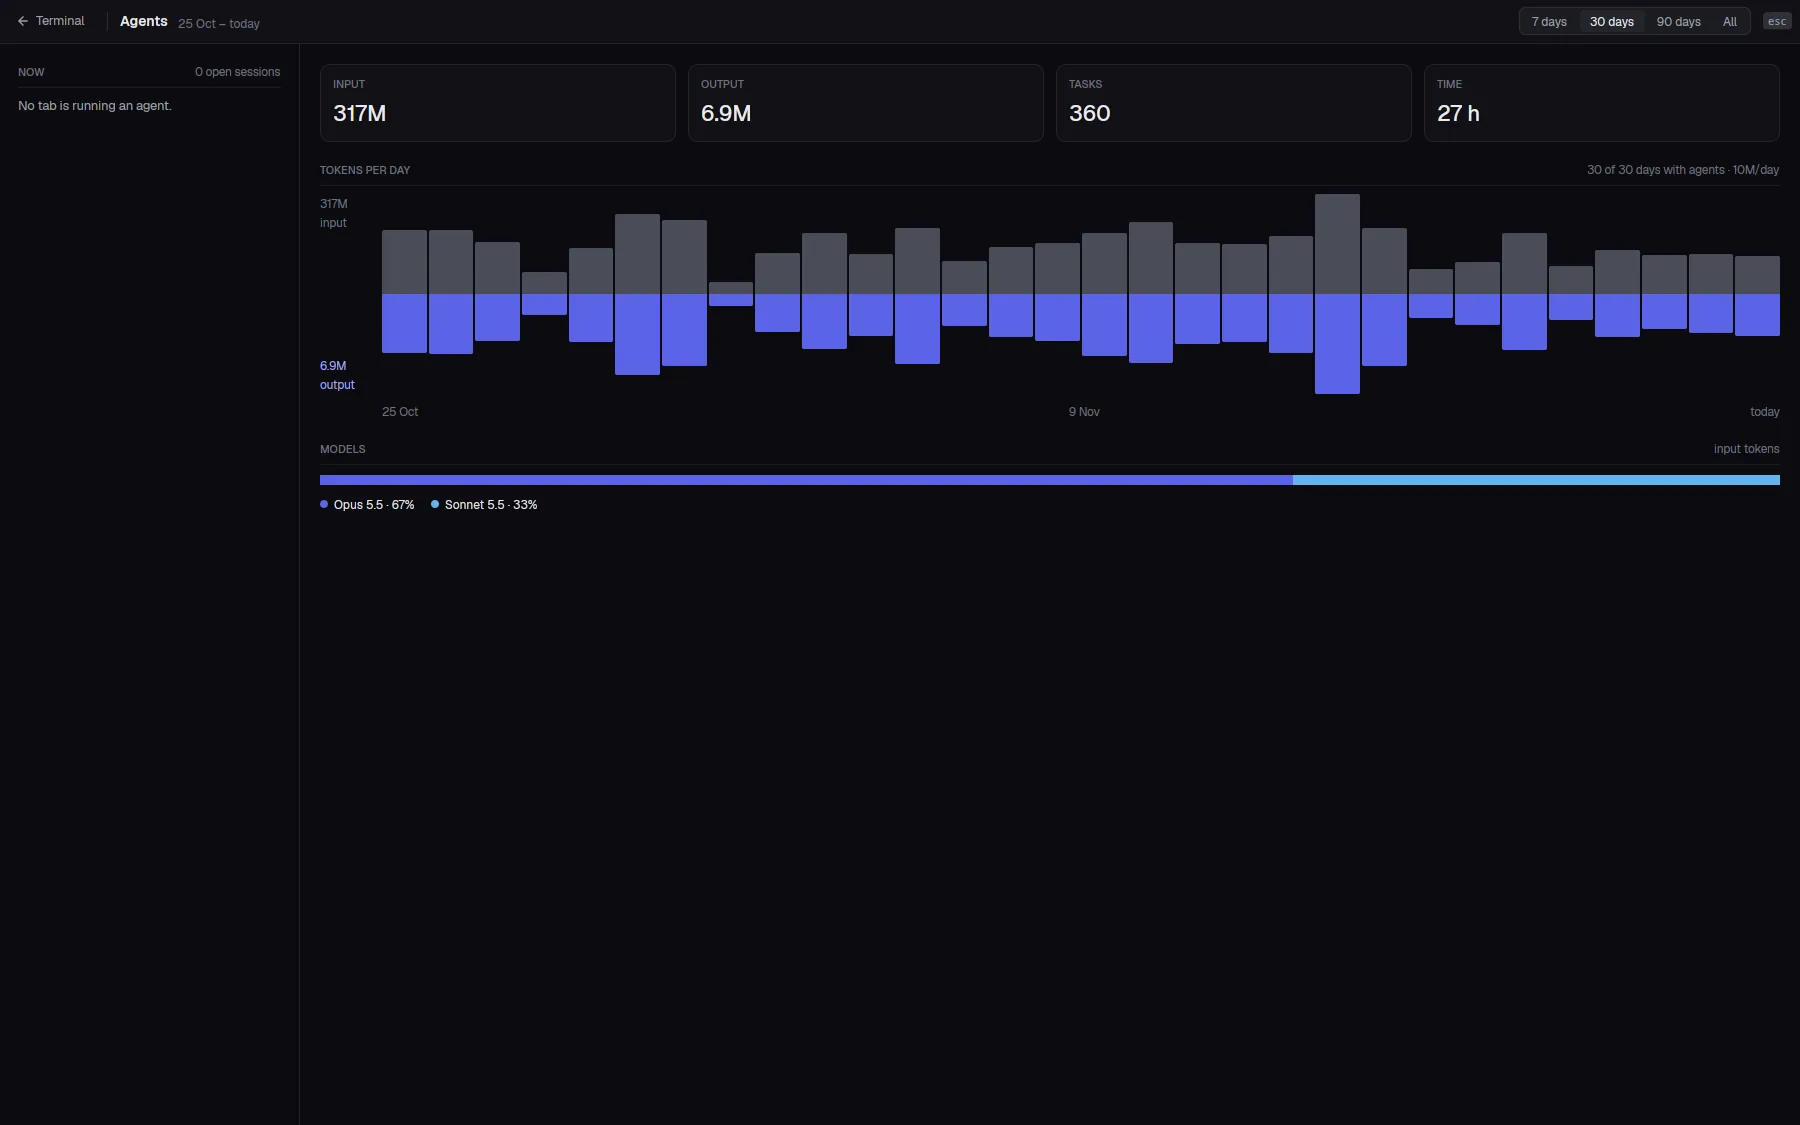 Terminal
Agents 25 Oct – today
7 days 30 days 90 days All esc
NOW 0 open sessions
No tab is running an agent.
INPUT
317M
OUTPUT
6.9M
TASKS
360
TIME
27 h
TOKENS PER DAY 30 of 30 days with agents · 10M/day
317M
input
6.9M
output
25 Oct 9 Nov today
MODELS input tokens
Opus 5.5 · 67% Sonnet 5.5 · 33%